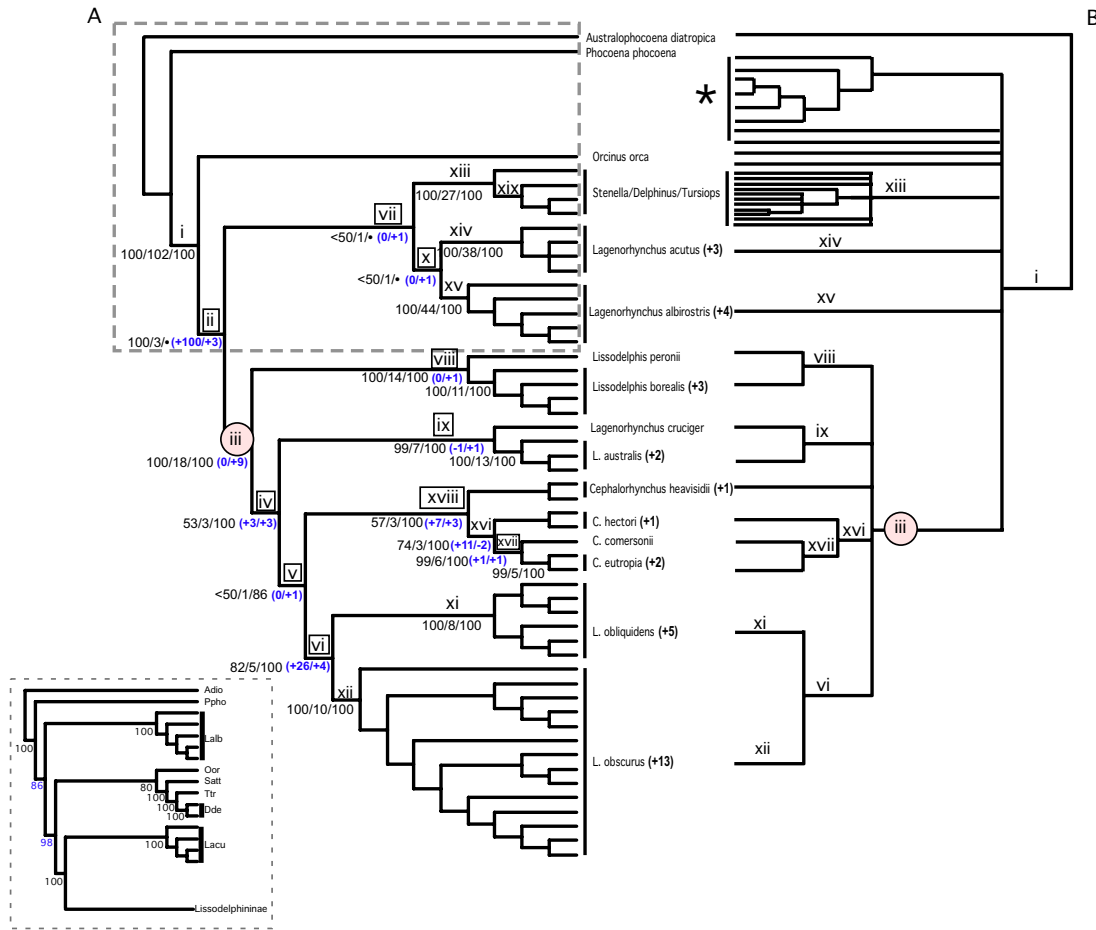 A
B
Australophocoena diatropica
Phocoena phocoena
*
i
100/102/100
Orcinus orca
xiii
100/27/100
xix
Stenella/Delphinus/Tursiops
xiii
vii
<50/1/• (0/+1)
xiv
100/38/100
Lagenorhynchus acutus (+3)
xiv
x
<50/1/• (0/+1)
xv
100/44/100
Lagenorhynchus albirostris (+4)
xv
i
ii
100/3/• (+100/+3)
viii
100/14/100 (0/+1)
100/11/100
Lissodelphis peronii
Lissodelphis borealis (+3)
viii
ix
99/7/100 (-1/+1)
100/13/100
Lagenorhynchus cruciger
L. australis (+2)
ix
iii
100/18/100 (0/+9)
iv
53/3/100 (+3/+3)
xviii
57/3/100 (+7/+3)
Cephalorhynchus heavisidii (+1)
xvi
74/3/100 (+11/-2)
C. hectori (+1)
xvii
99/6/100 (+1/+1)
C. comersonii
99/5/100
C. eutropia (+2)
xvi
xvii
iii
v
<50/1/86 (0/+1)
xi
100/8/100
L. obliquidens (+5)
xi
vi
82/5/100 (+26/+4)
vi
xii
100/10/100
L. obscurus (+13)
xii
Adio
Ppho
100
100
Lalb
86
Oor
80
Satt
100
Ttr
100
Dde
100
98
100
Lacu
100
Lissodelphininae